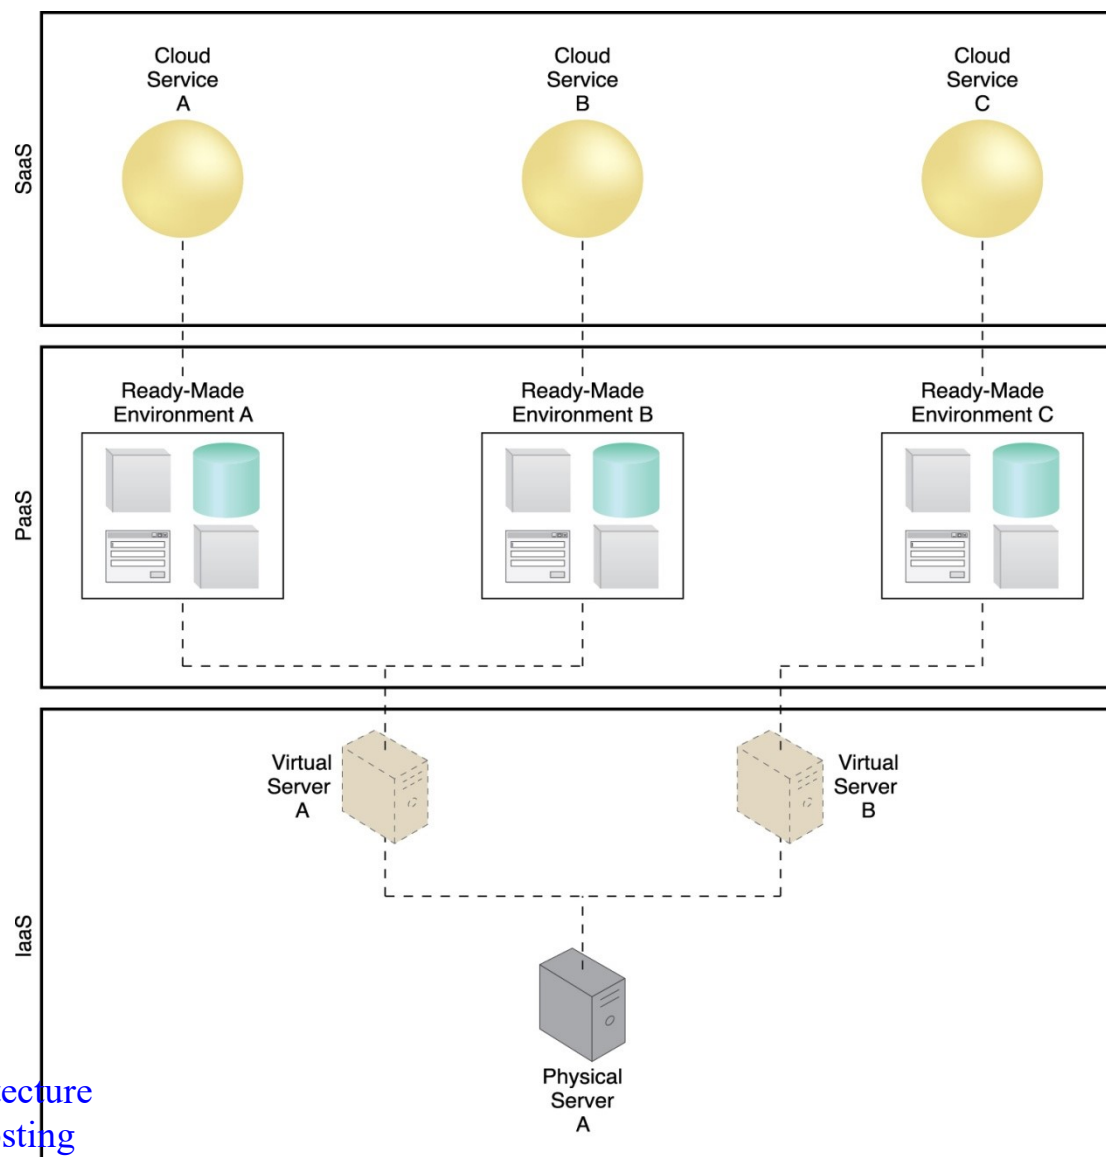 Cloud
Service
A
Cloud
Service
B
Cloud
Service
C
SaaS
Ready-Made
Environment A
Ready-Made
Environment B
Ready-Made
Environment C
PaaS
Virtual
Server
A
Virtual
Server
B
IaaS
Physical
Server
A
tecture
sting